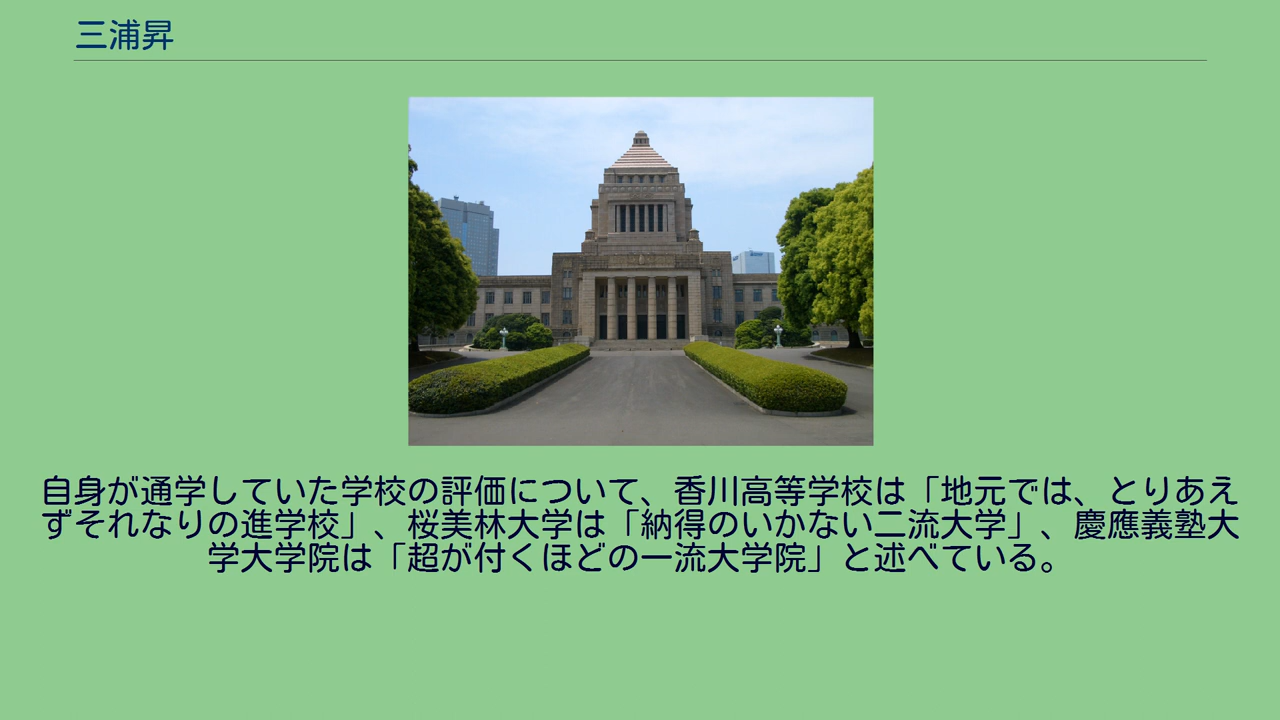 三浦昇
自身が通学していた学校の評価について、香川高等学校は「地元では、とりあえ
ずそれなりの進学校」、桜美林大学は「納得のいかない二流大学」、慶應義塾大
学大学院は「超が付くほどの一流大学院」と述べている。